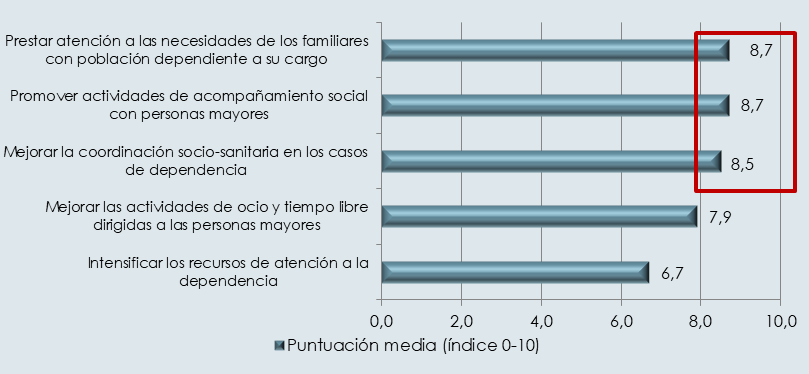 Prestar atención a las necesidades de los familiares
con población dependiente a su cargo
8,7
Promover actividades de acompañamiento social
con personas mayores
8,7
Mejorar la coordinación socio-sanitaria en los casos
de dependencia
8,5
Mejorar las actividades de ocio y tiempo libre
dirigidas a las personas mayores
7,9
Intensificar los recursos de atención a la
dependencia
6,7
0,0 2,0 4,0 6,0 8,0 10,0
Puntuación media (índice 0-10)